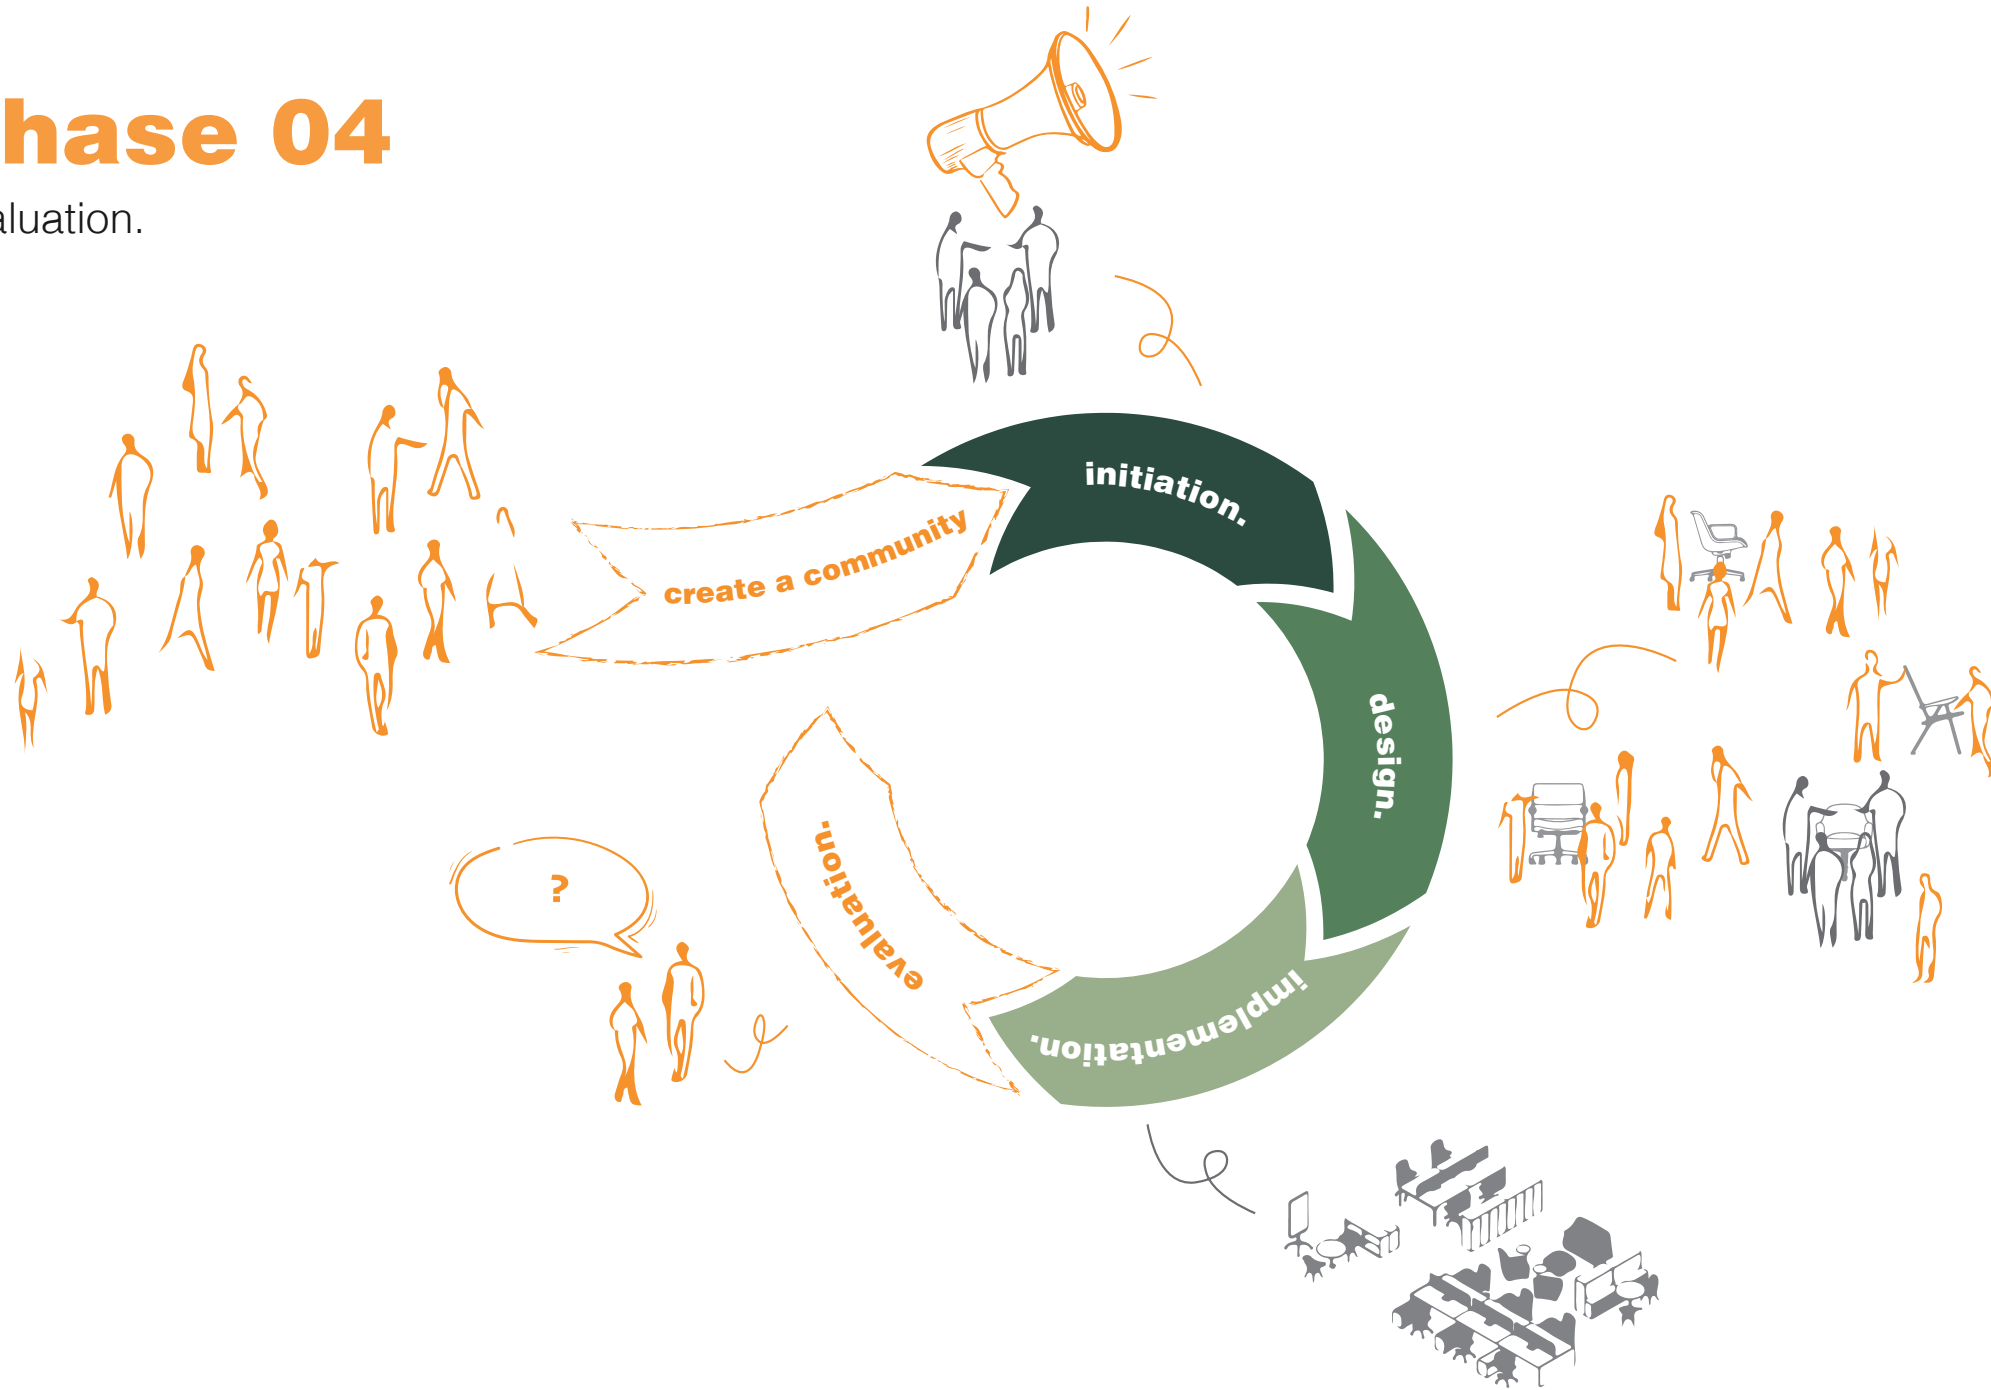 hase 04
aluation.
create a community
initiation.
design.
implementation.
evaluation.
?